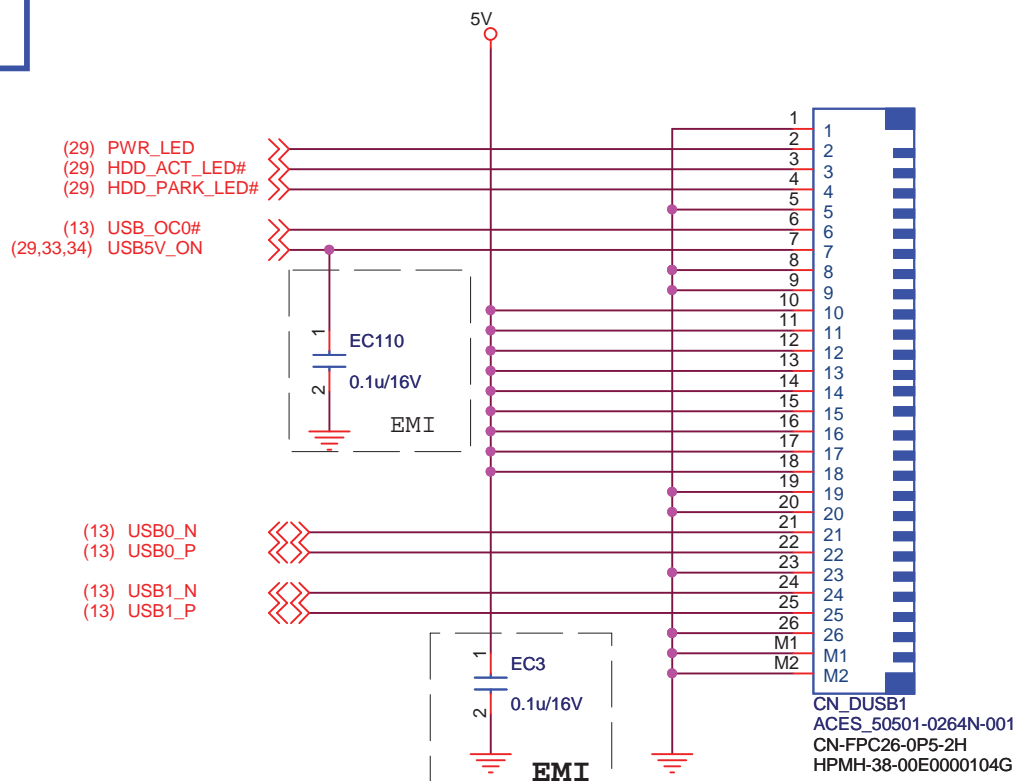 5V
(29) PWR_LED
(29) HDD_ACT_LED#
(29) HDD_PARK_LED#
(13) USB_OC0#
(29,33,34) USB5V_ON
1
EC110
2
0.1u/16V
EMI
(13) USB0_N
(13) USB0_P
(13) USB1_N
(13) USB1_P
1
EC3
2
0.1u/16V
EMI
1 1
2 2
3 3
4 4
5 5
6 6
7 7
8 8
9 9
10 10
11 11
12 12
13 13
14 14
15 15
16 16
17 17
18 18
19 19
20 20
21 21
22 22
23 23
24 24
25 25
26 26
M1 M1
M2 M2
CN_DUSB1
ACES_50501-0264N-001
CN-FPC26-0P5-2H
HPMH-38-00E0000104G